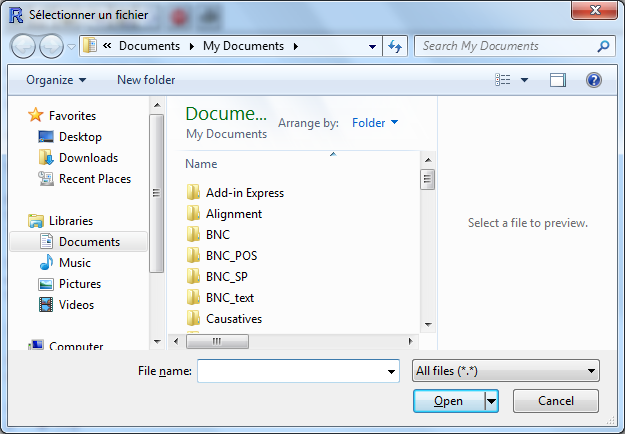 Sélectionner un fichier
« Documents ▸ My Documents ▸
Search My Documents
Organize
New folder
Favorites
Desktop
Downloads
Recent Places
Libraries
Documents
Music
Pictures
Videos
Computer
Docume...
My Documents
Arrange by: Folder
Name
Add-in Express
Alignment
BNC
BNC_POS
BNC_SP
BNC_text
Causatives
Select a file to preview.
File name:
All files (*.*)
Open
Cancel